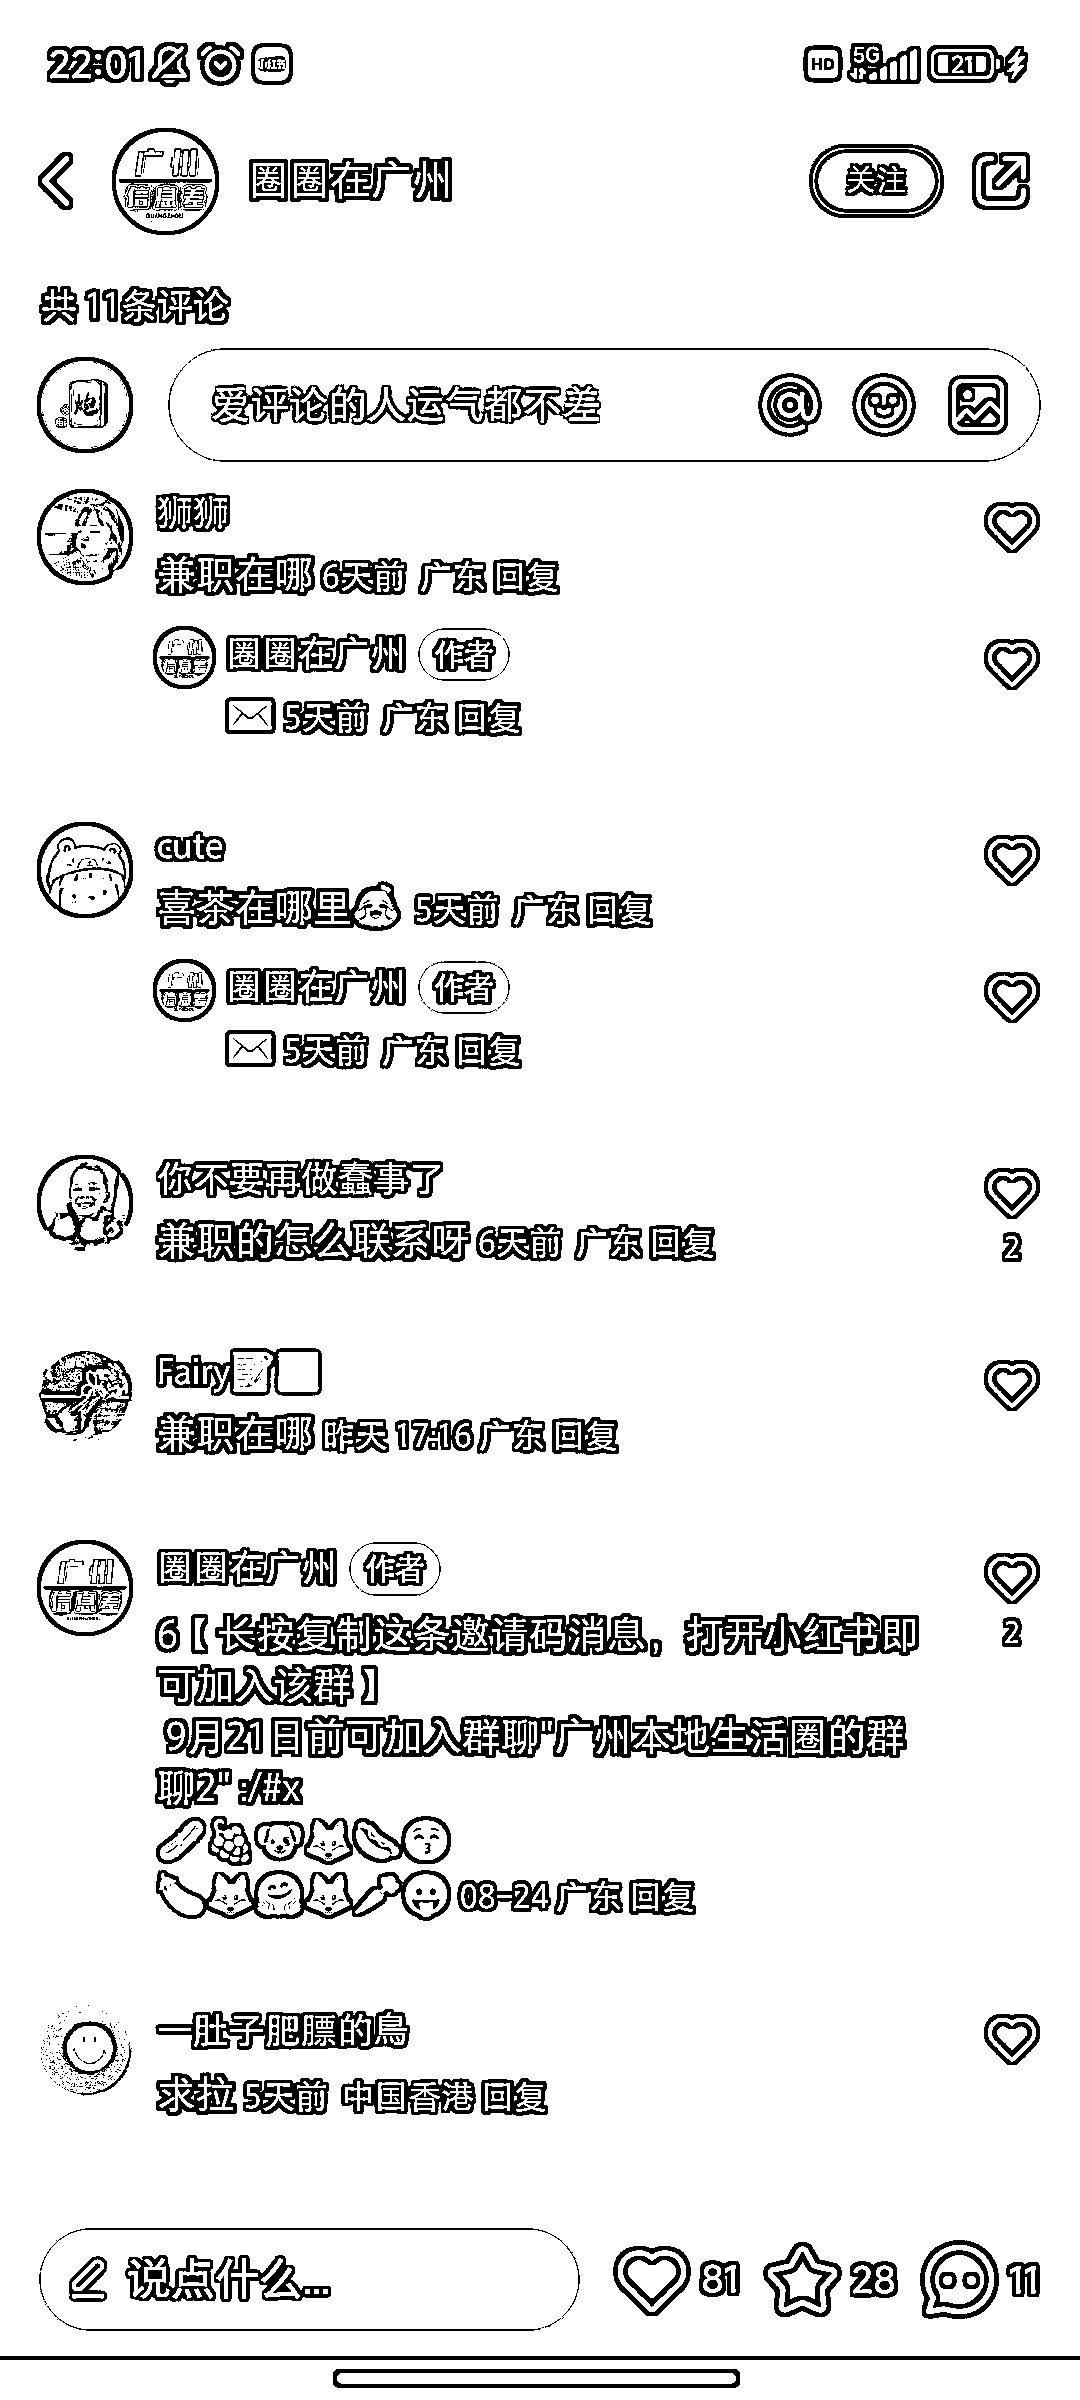 22:01
HD 5G 21
广州
信息差
GUANGZHOU
圈圈在广州
关注
共 11条评论
炮
爱评论的人运气都不差
狮狮
兼职在哪 6天前 广东 回复
圈圈在广州 作者
5天前 广东 回复
cute
喜茶在哪里 5天前 广东 回复
圈圈在广州 作者
5天前 广东 回复
你不要再做蠢事了
兼职的怎么联系呀 6天前 广东 回复
2
Fairy
兼职在哪 昨天 17:16 广东 回复
广州
信息差
圈圈在广州 作者
6【 长按复制这条邀请码消息，打开小红书即
可加入该群 】
2
9月21日前可加入群聊"广州本地生活圈的群
聊2" :/#x
🥒🍇🐶🦊🌭😚
🍆🦊🤗🦊🥕😀 08-24 广东 回复
一肚子肥膘的鳥
求拉 5天前 中国香港 回复
说点什么...
81 28 11